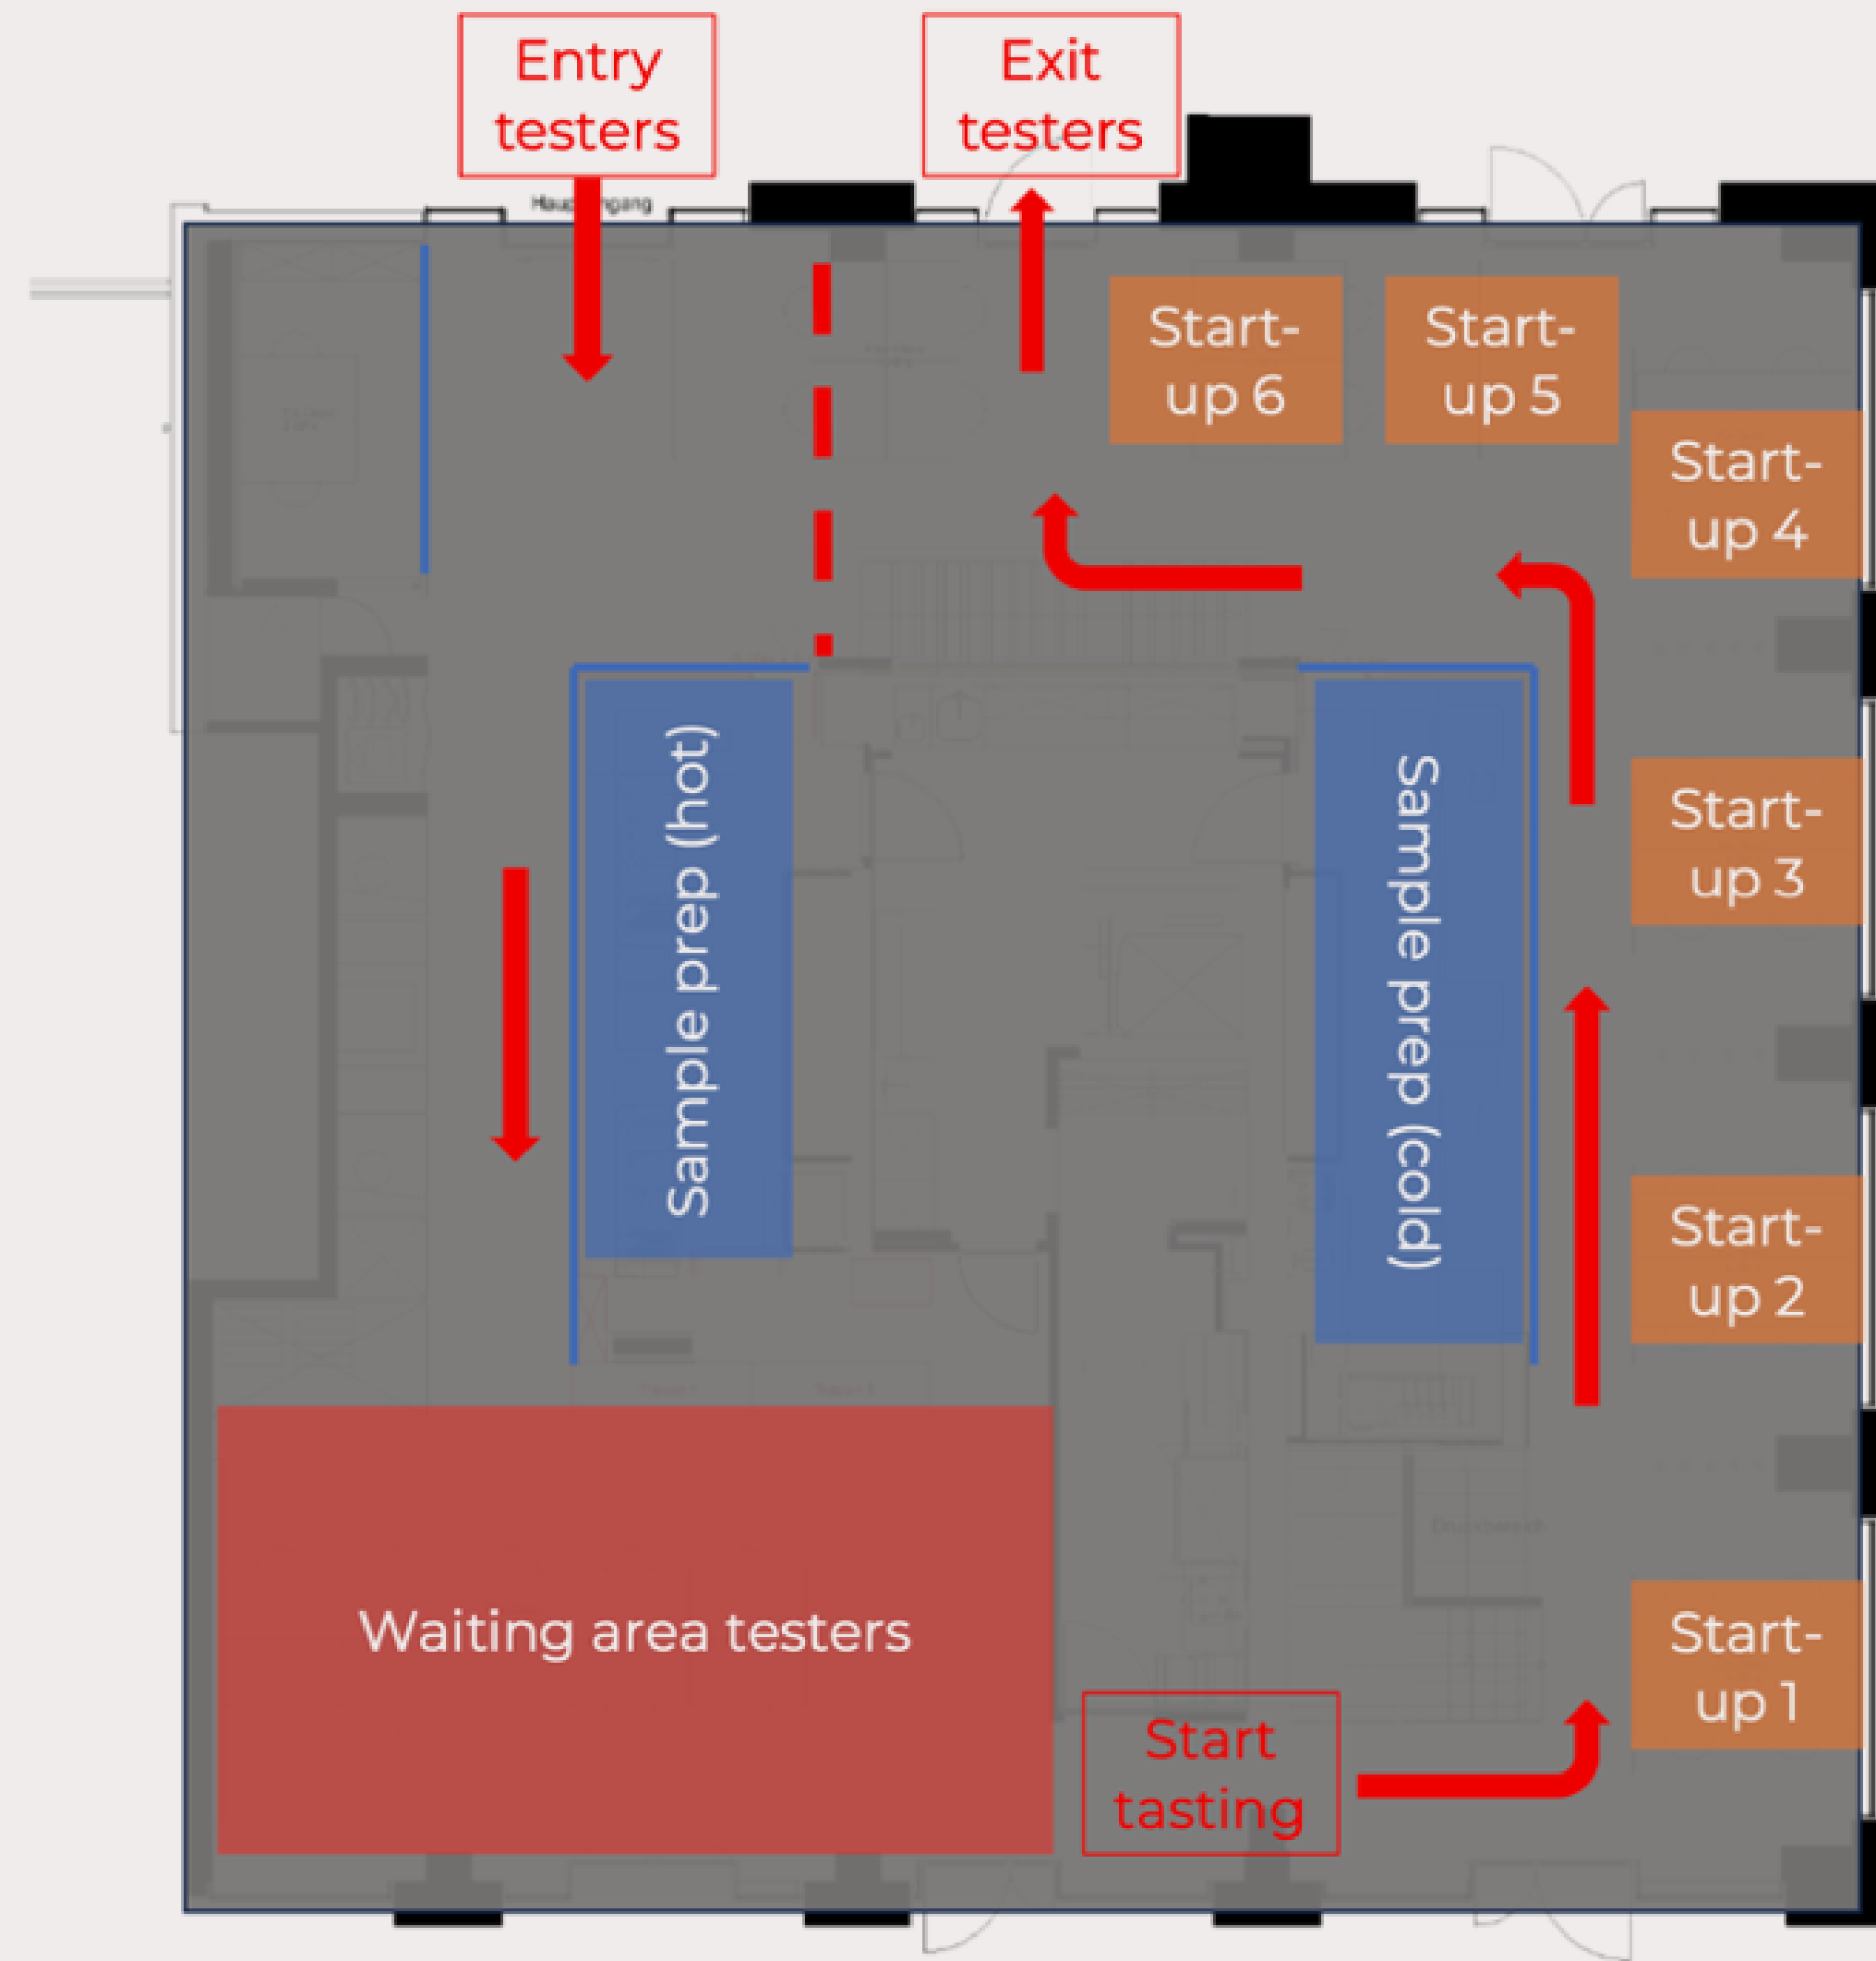 Entry
testers
Exit
testers
Start-
up 6
Start-
up 5
Start-
up 4
Sample prep (hot)
Sample prep (cold)
Start-
up 3
Start-
up 2
Waiting area testers
Start-
up 1
Start
tasting